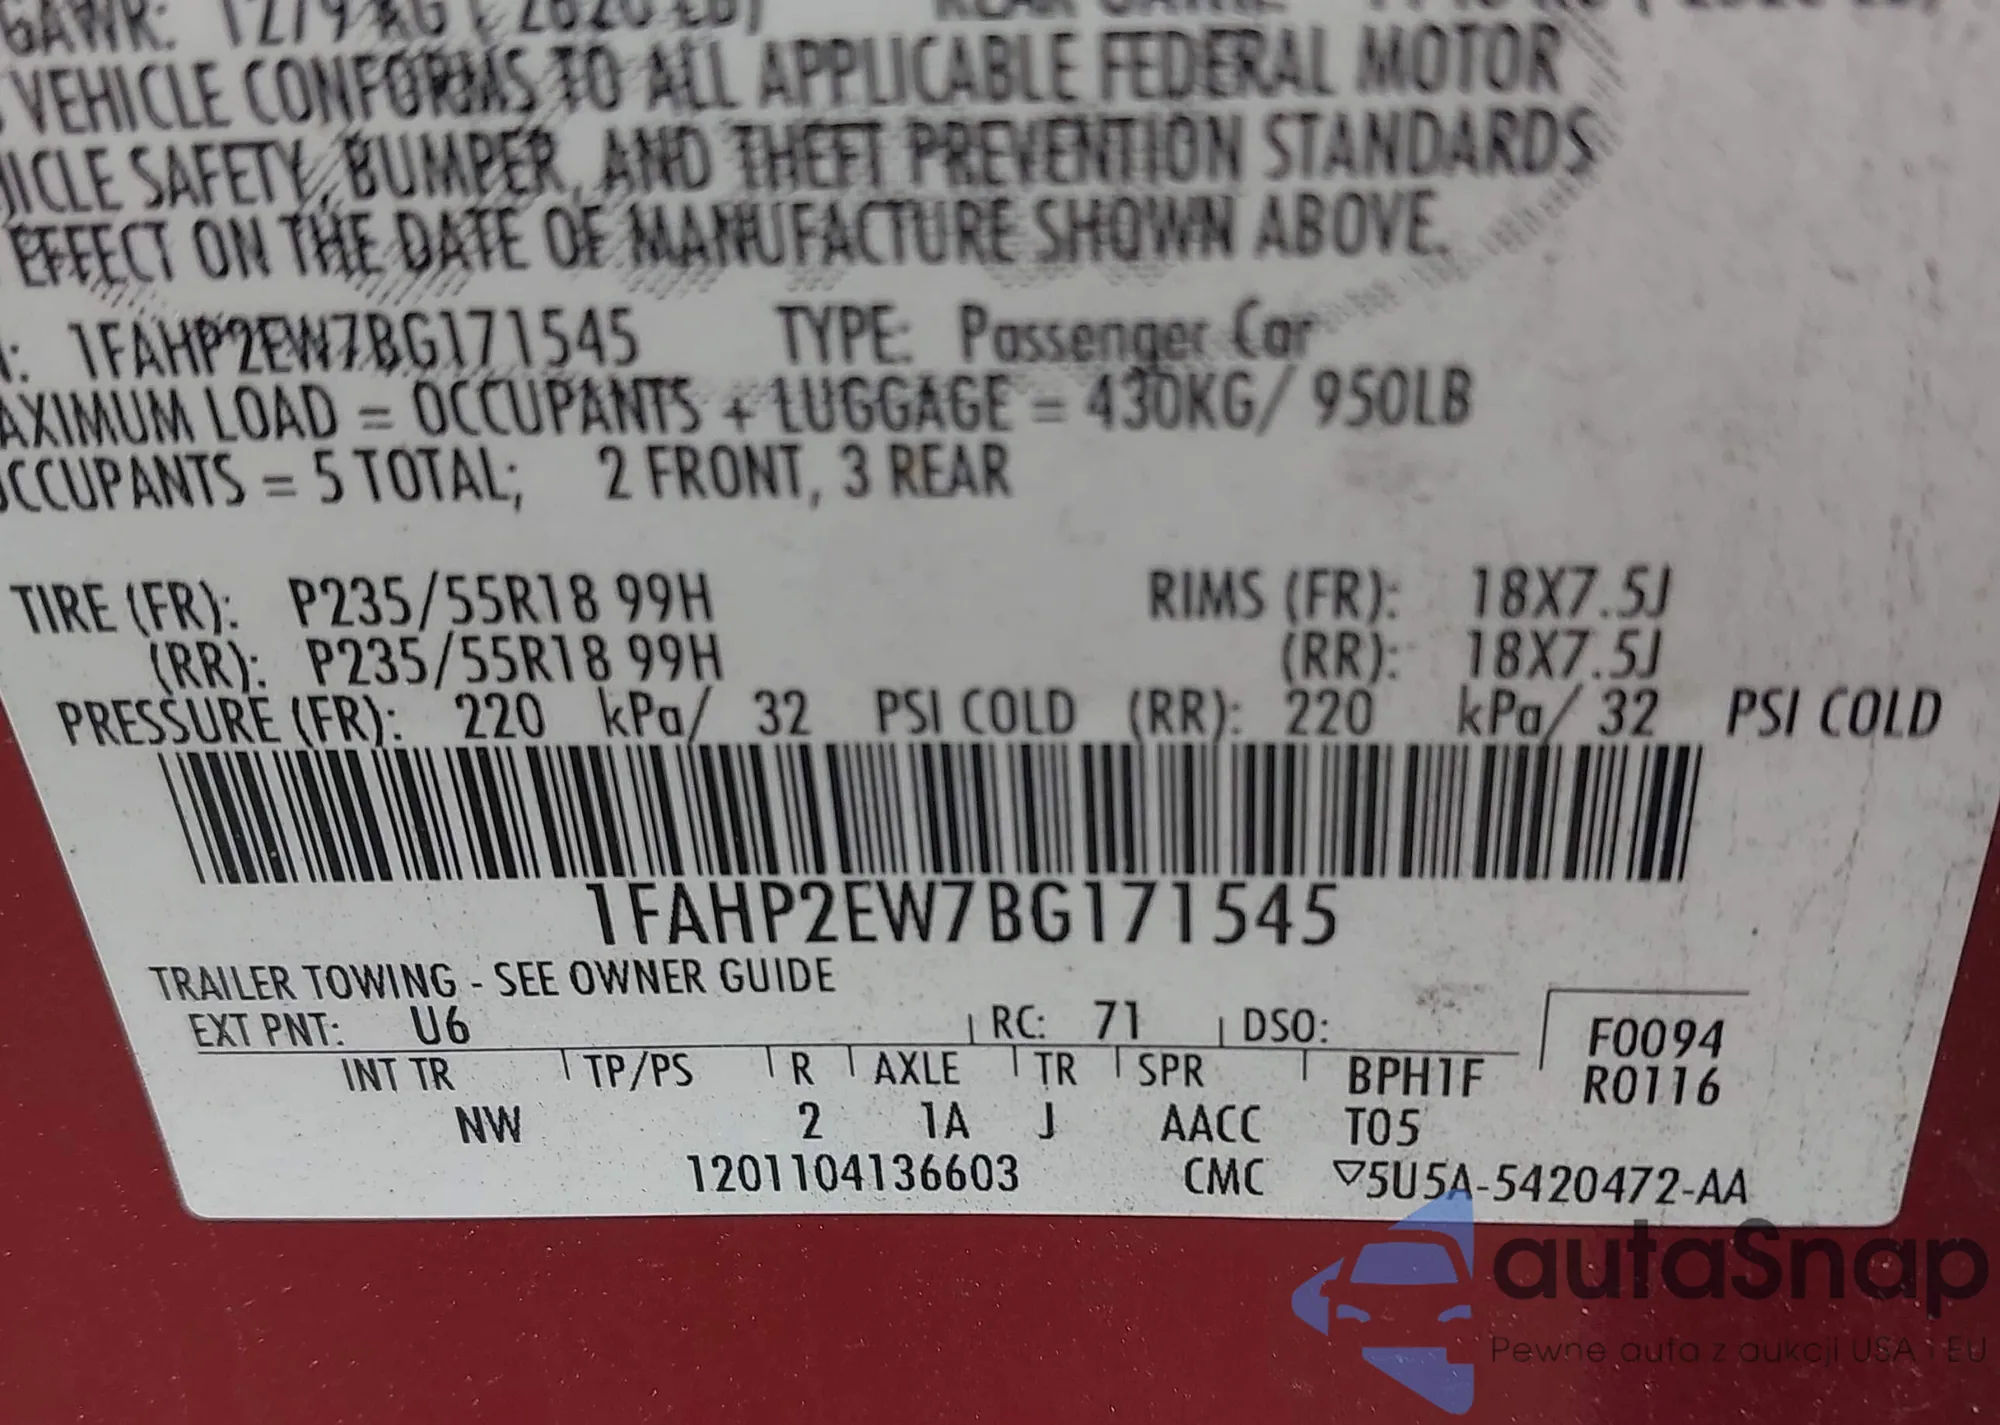 GAWR: 1279 KG ( 2820 LB)
VEHICLE CONFORMS TO ALL APPLICABLE FEDERAL MOTOR
HICLE SAFETY, BUMPER, AND THEFT PREVENTION STANDARDS
EFFECT ON THE DATE OF MANUFACTURE SHOWN ABOVE.
: 1FAHP2EW7BG171545 TYPE: Passenger Car
AXIMUM LOAD = OCCUPANTS + LUGGAGE = 430KG/ 950LB
OCCUPANTS = 5 TOTAL; 2 FRONT, 3 REAR
TIRE (FR): P235/55R18 99H RIMS (FR): 18X7.5J
(RR): P235/55R18 99H (RR): 18X7.5J
PRESSURE (FR): 220 kPa/ 32 PSI COLD (RR): 220 kPa/ 32 PSI COLD
1FAHP2EW7BG171545
TRAILER TOWING - SEE OWNER GUIDE
EXT PNT: U6 RC: 71 DSO: F0094
INT TR TP/PS R AXLE TR SPR BPH1F R0116
NW 2 1A J AACC T05
1201104136603 CMC ▽5U5A-5420472-AA
autaSnap
Pewne auta z aukcji USA i EU